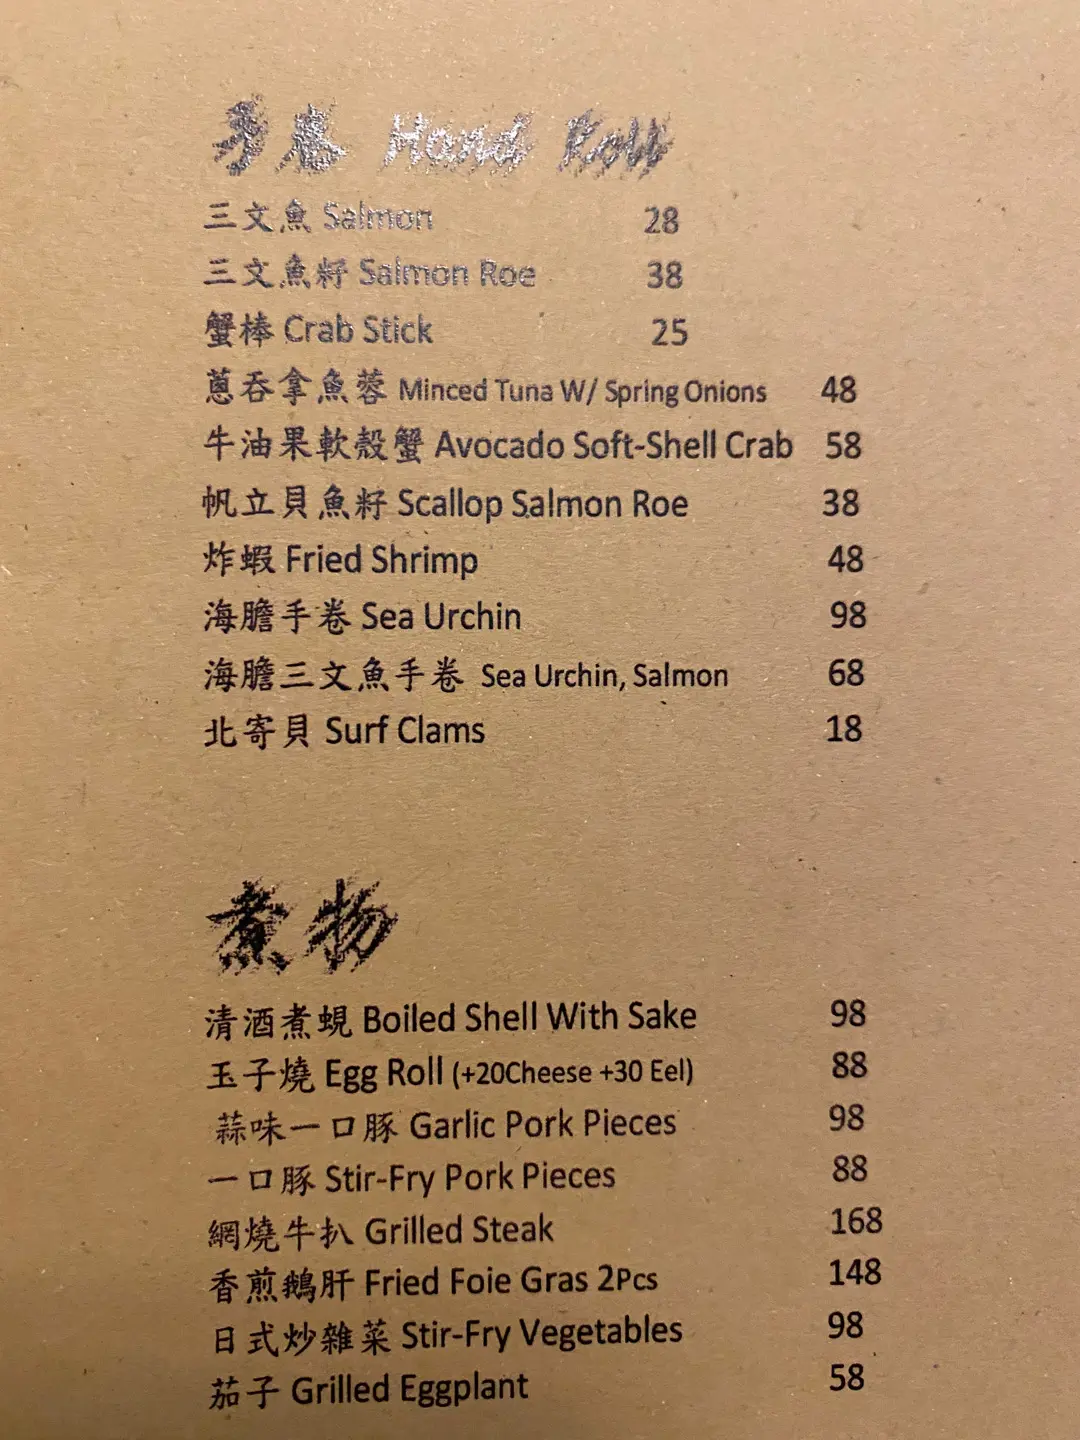 手卷 Hand Roll
三文魚 Salmon 28
三文魚籽 Salmon Roe 38
蟹棒 Crab Stick 25
蔥吞拿魚蓉 Minced Tuna W/ Spring Onions 48
牛油果軟殼蟹 Avocado Soft-Shell Crab 58
帆立貝魚籽 Scallop Salmon Roe 38
炸蝦 Fried Shrimp 48
海膽手卷 Sea Urchin 98
海膽三文魚手卷 Sea Urchin, Salmon 68
北寄貝 Surf Clams 18
煮物
清酒煮蜆 Boiled Shell With Sake 98
玉子燒 Egg Roll (+20Cheese +30 Eel) 88
蒜味一口豚 Garlic Pork Pieces 98
一口豚 Stir-Fry Pork Pieces 88
網燒牛扒 Grilled Steak 168
香煎鵝肝 Fried Foie Gras 2Pcs 148
日式炒雜菜 Stir-Fry Vegetables 98
茄子 Grilled Eggplant 58